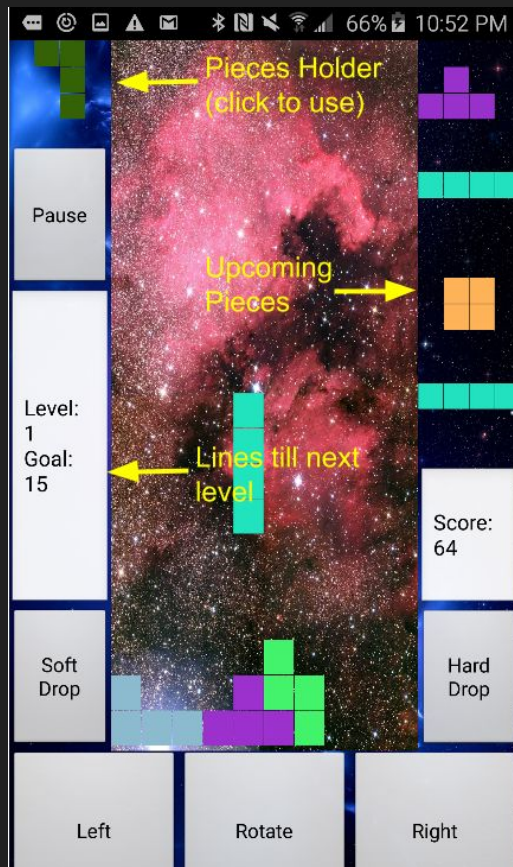 66% 10:52 PM
Pieces Holder
(click to use)
Pause
Upcoming
Pieces
Level:
1
Goal:
15
Lines till next
level
Score:
64
Soft
Drop
Hard
Drop
Left
Rotate
Right